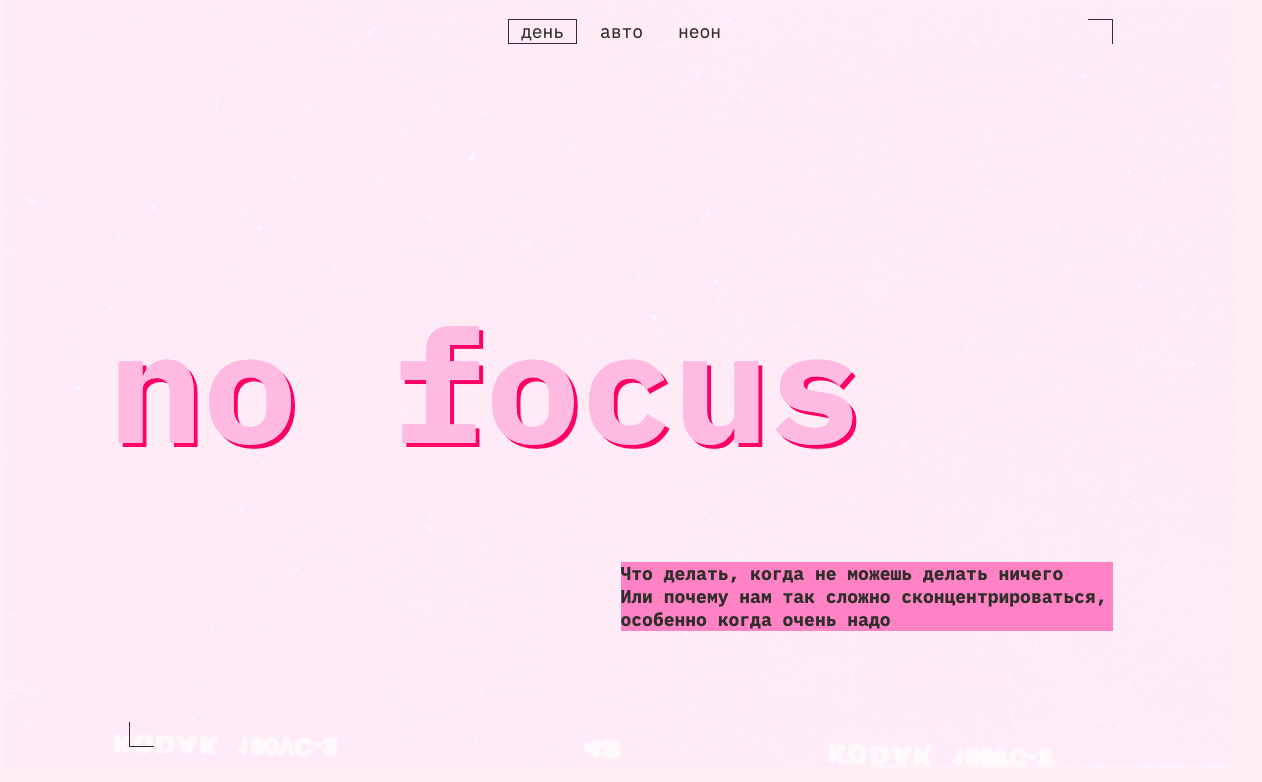 день авто неон
no focus
Что делать, когда не можешь делать ничего
Или почему нам так сложно сконцентрироваться,
особенно когда очень надо
KODAK 160VC-2 KODAK 160VC-2